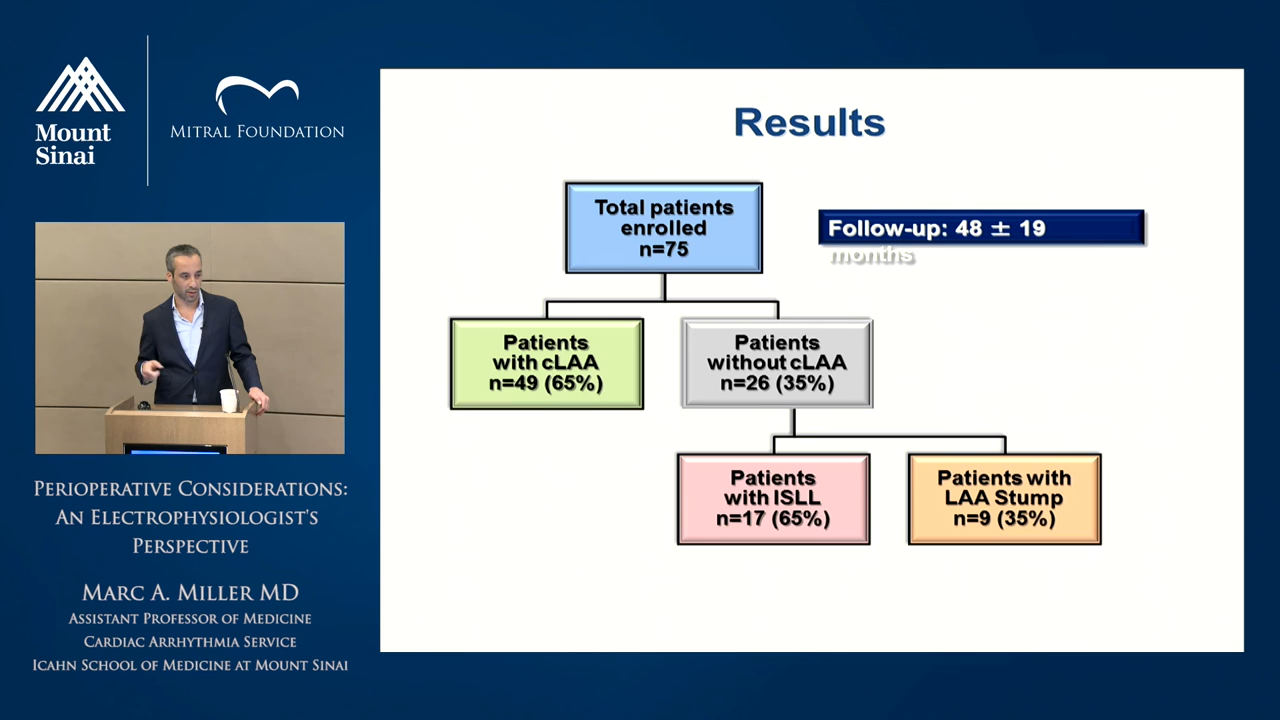 Mount
Sinai
MITRAL FOUNDATION
PERIOPERATIVE CONSIDERATIONS:
AN ELECTROPHYSIOLOGIST'S
PERSPECTIVE
MARC A. MILLER MD
ASSISTANT PROFESSOR OF MEDICINE
CARDIAC ARRHYTHMIA SERVICE
ICAHN SCHOOL OF MEDICINE AT MOUNT SINAI
Results
Total patients
enrolled
n=75
Follow-up: 48 ± 19
months
Patients
with cLAA
n=49 (65%)
Patients
without cLAA
n=26 (35%)
Patients
with ISLL
n=17 (65%)
Patients with
LAA Stump
n=9 (35%)